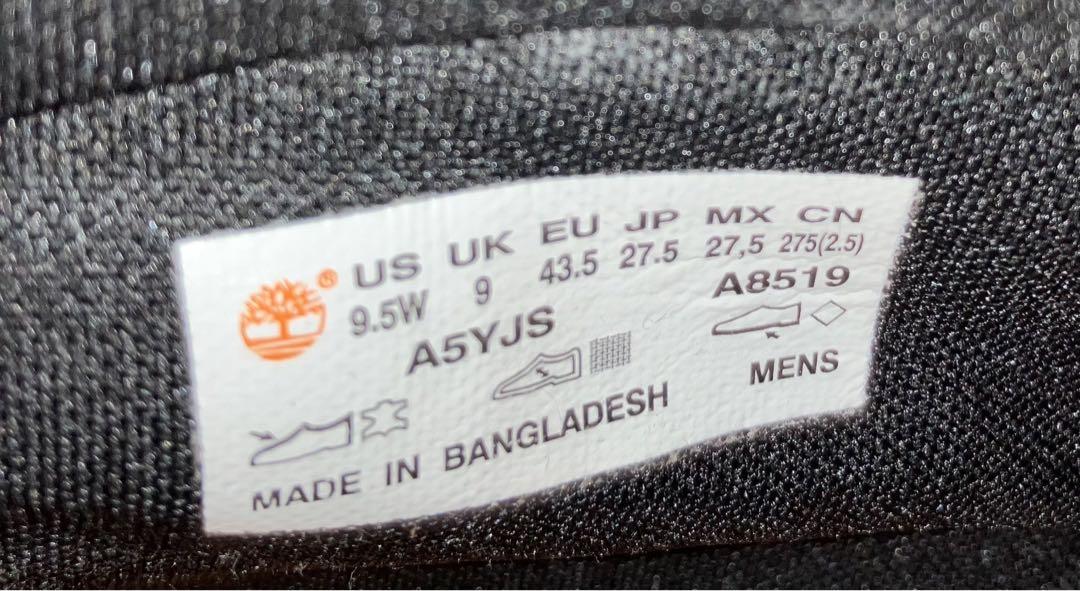 ® US UK EU JP MX CN
9.5W 9 43.5 27.5 27,5 275(2.5)
A5YJS A8519
MENS
MADE IN BANGLADESH